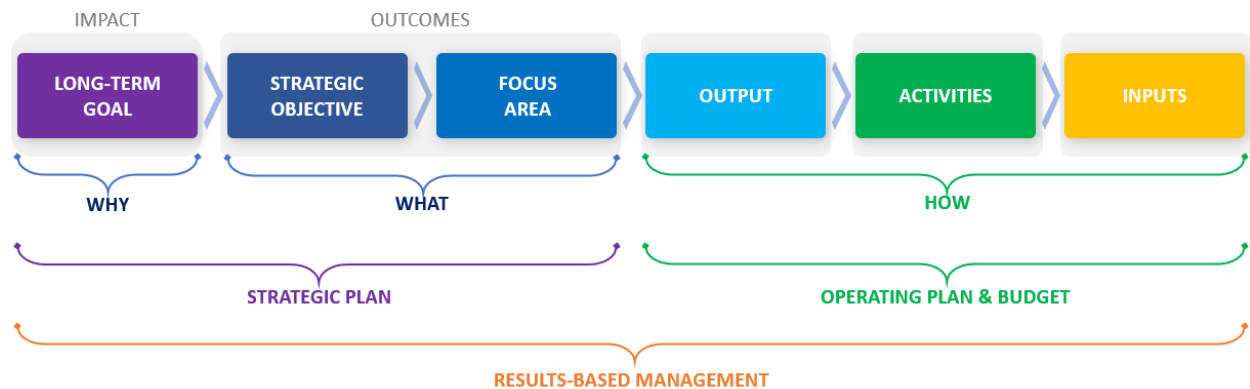 IMPACT
OUTCOMES
LONG-TERM
GOAL
STRATEGIC
OBJECTIVE
FOCUS
AREA
OUTPUT
ACTIVITIES
INPUTS
WHY
WHAT
HOW
STRATEGIC PLAN
OPERATING PLAN & BUDGET
RESULTS-BASED MANAGEMENT